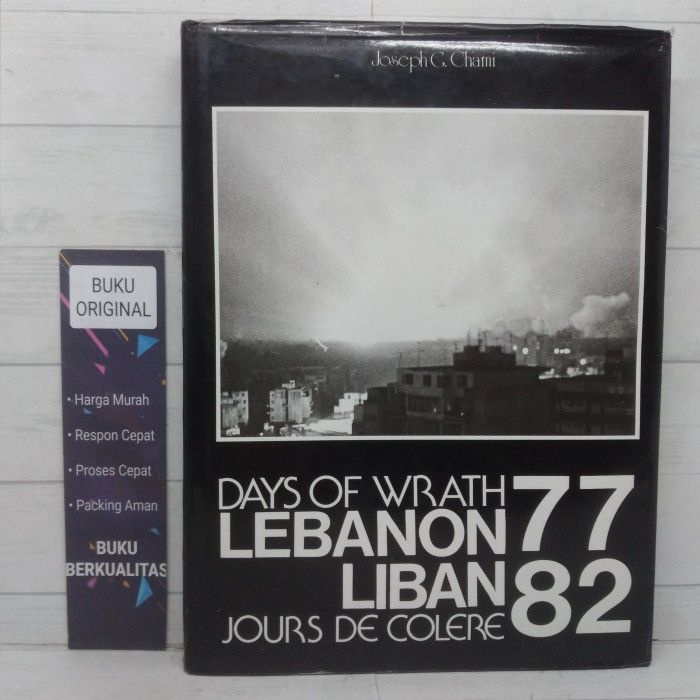 Joseph G. Chami
DAYS OF WRATH
LEBANON 77
LIBAN 82
JOURS DE COLERE
BUKU
ORIGINAL
• Harga Murah
• Respon Cepat
• Proses Cepat
• Packing Aman
BUKU
BERKUALITAS